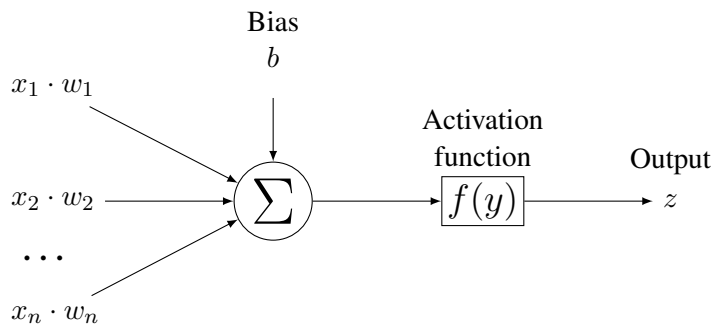 Bias
b
x₁ · w₁
x₂ · w₂
...
xₙ · wₙ
∑
Activation
function
f(y)
Output
z